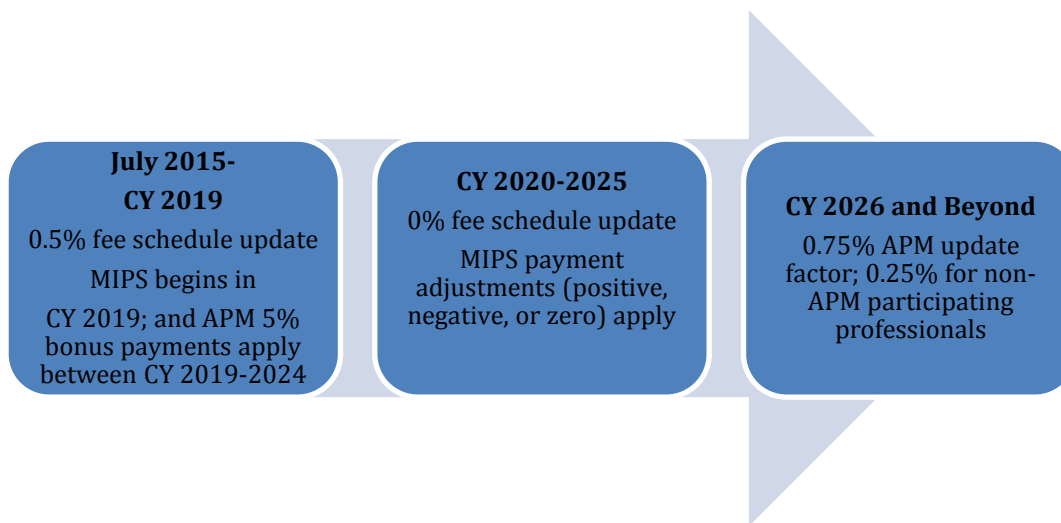 July 2015-
CY 2019
0.5% fee schedule update
MIPS begins in
CY 2019; and APM 5%
bonus payments apply
between CY 2019-2024
CY 2020-2025
0% fee schedule update
MIPS payment
adjustments (positive,
negative, or zero) apply
CY 2026 and Beyond
0.75% APM update
factor; 0.25% for non-
APM participating
professionals